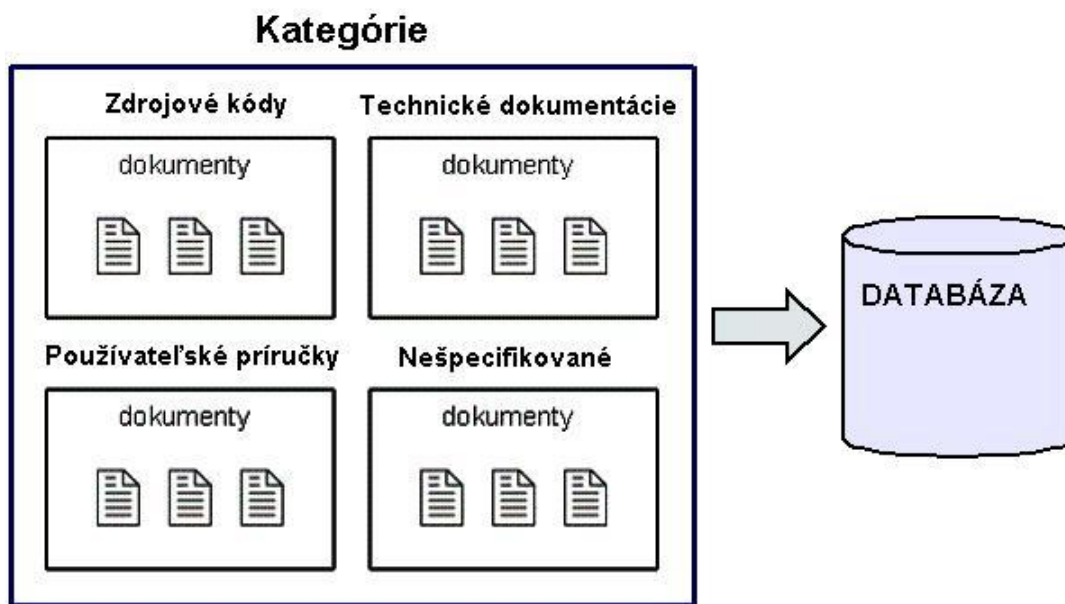 Kategórie
Zdrojové kódy
Technické dokumentácie
dokumenty
dokumenty
DATABÁZA
Používateľské príručky
Nešpecifikované
dokumenty
dokumenty